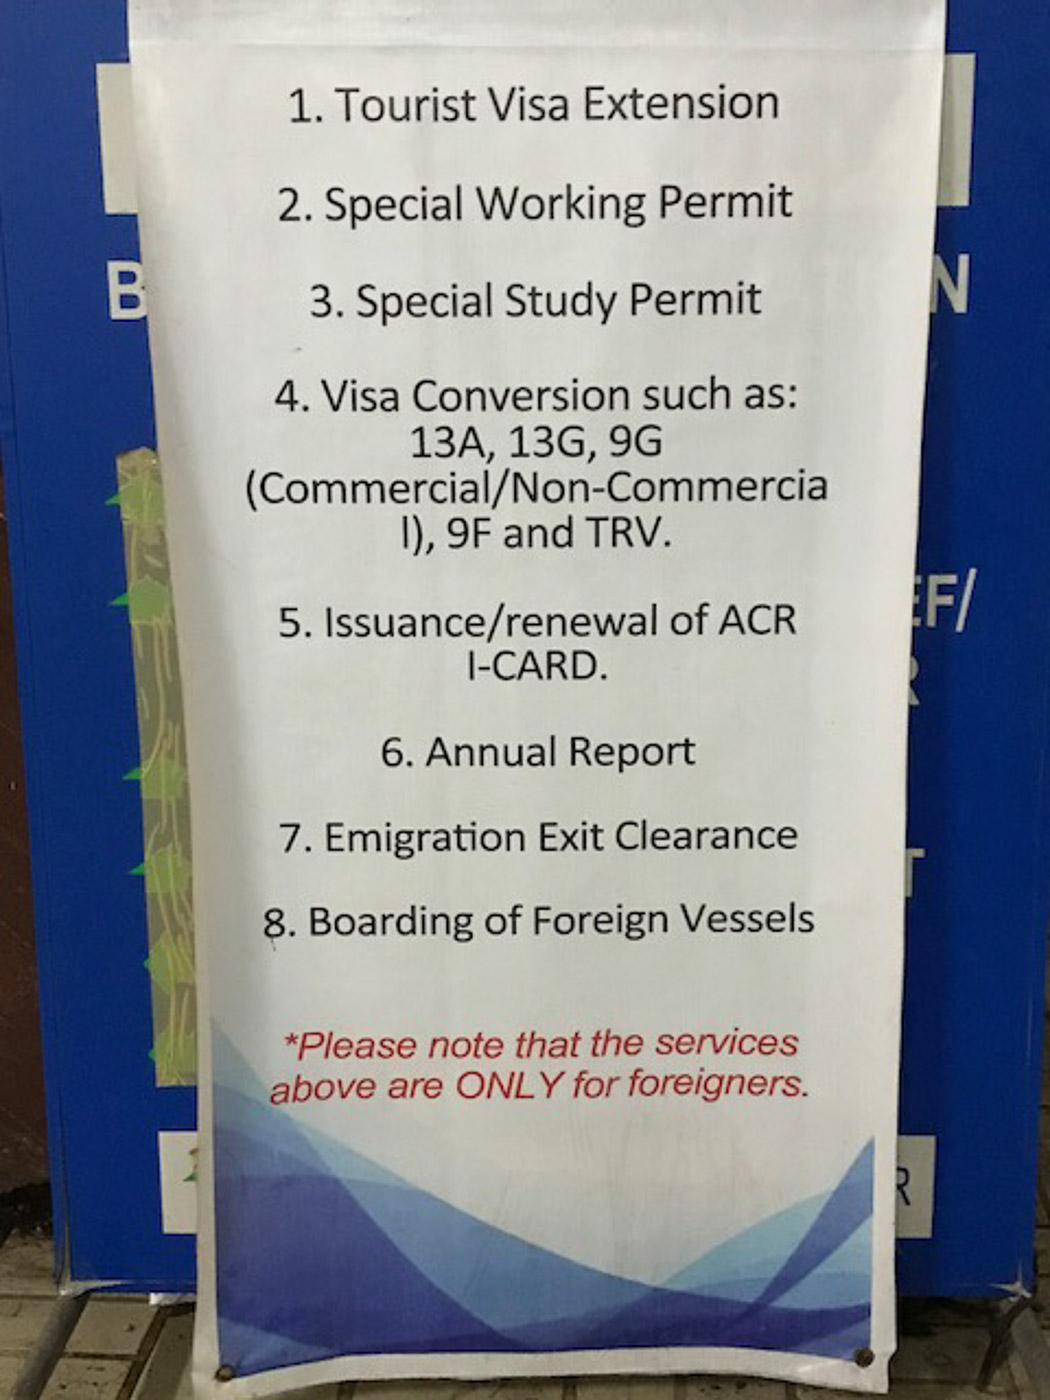 1. Tourist Visa Extension
2. Special Working Permit
3. Special Study Permit
4. Visa Conversion such as:
13A, 13G, 9G
(Commercial/Non-Commercia
l), 9F and TRV.
5. Issuance/renewal of ACR
I-CARD.
6. Annual Report
7. Emigration Exit Clearance
8. Boarding of Foreign Vessels
*Please note that the services
above are ONLY for foreigners.